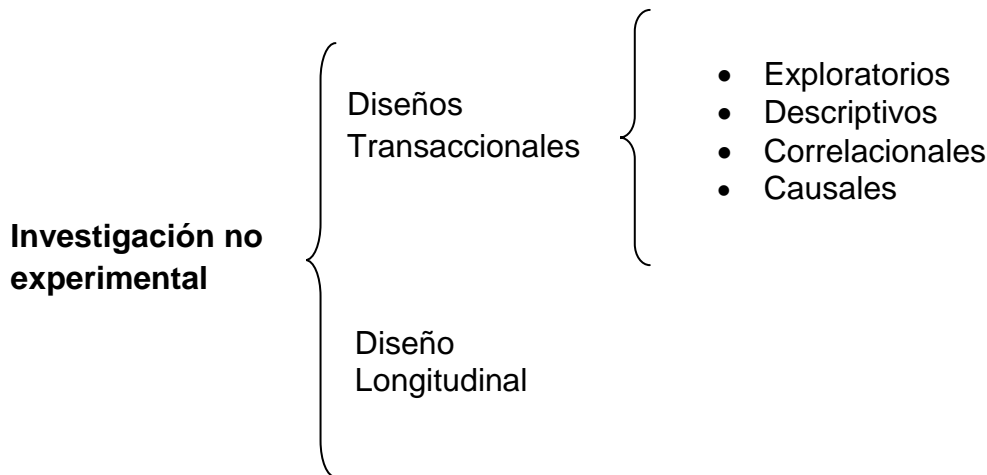 Investigación no
experimental
Diseños
Transaccionales
• Exploratorios
• Descriptivos
• Correlacionales
• Causales
Diseño
Longitudinal